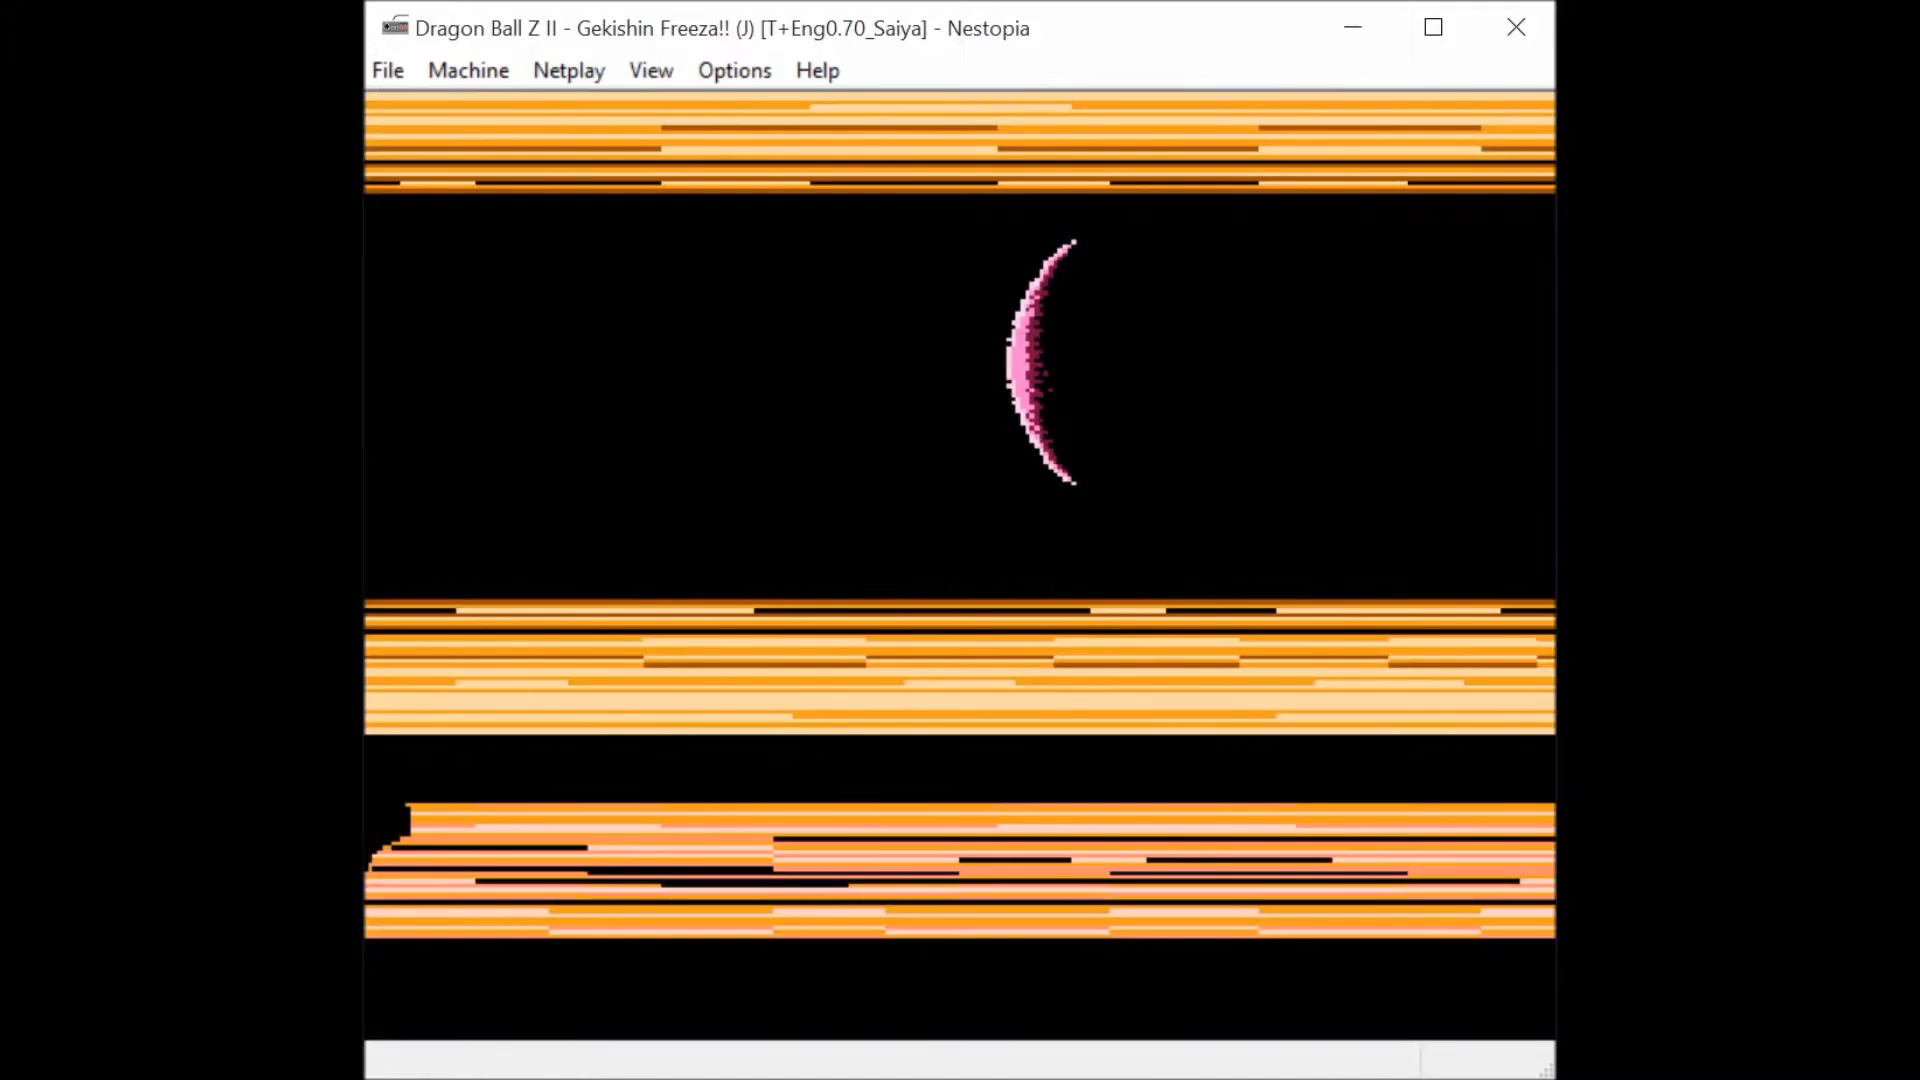 Dragon Ball Z II - Gekishin Freeza!! (J) [T+Eng0.70_Saiya] - Nestopia
File Machine Netplay View Options Help